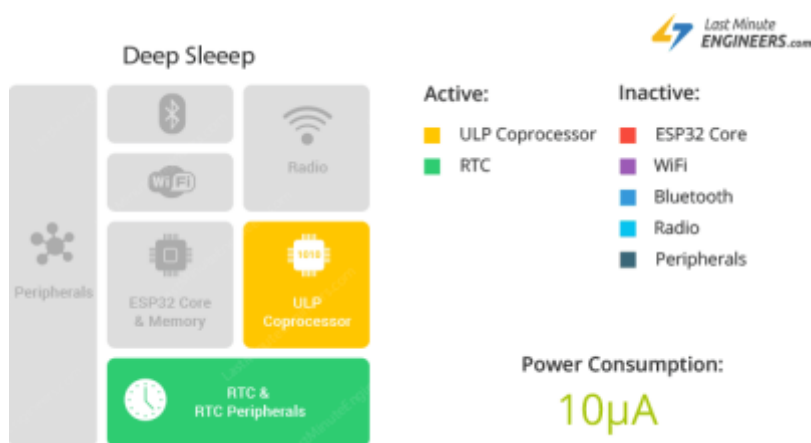 Last Minute
ENGINEERS.com
Deep Sleeep
Active:
Inactive:
ULP Coprocessor
RTC
ESP32 Core
WiFi
Bluetooth
Radio
Peripherals
Radio
WiFi
Peripherals
ESP32 Core
& Memory
1010
ULP
Coprocessor
RTC &
RTC Peripherals
Power Consumption:
10µA